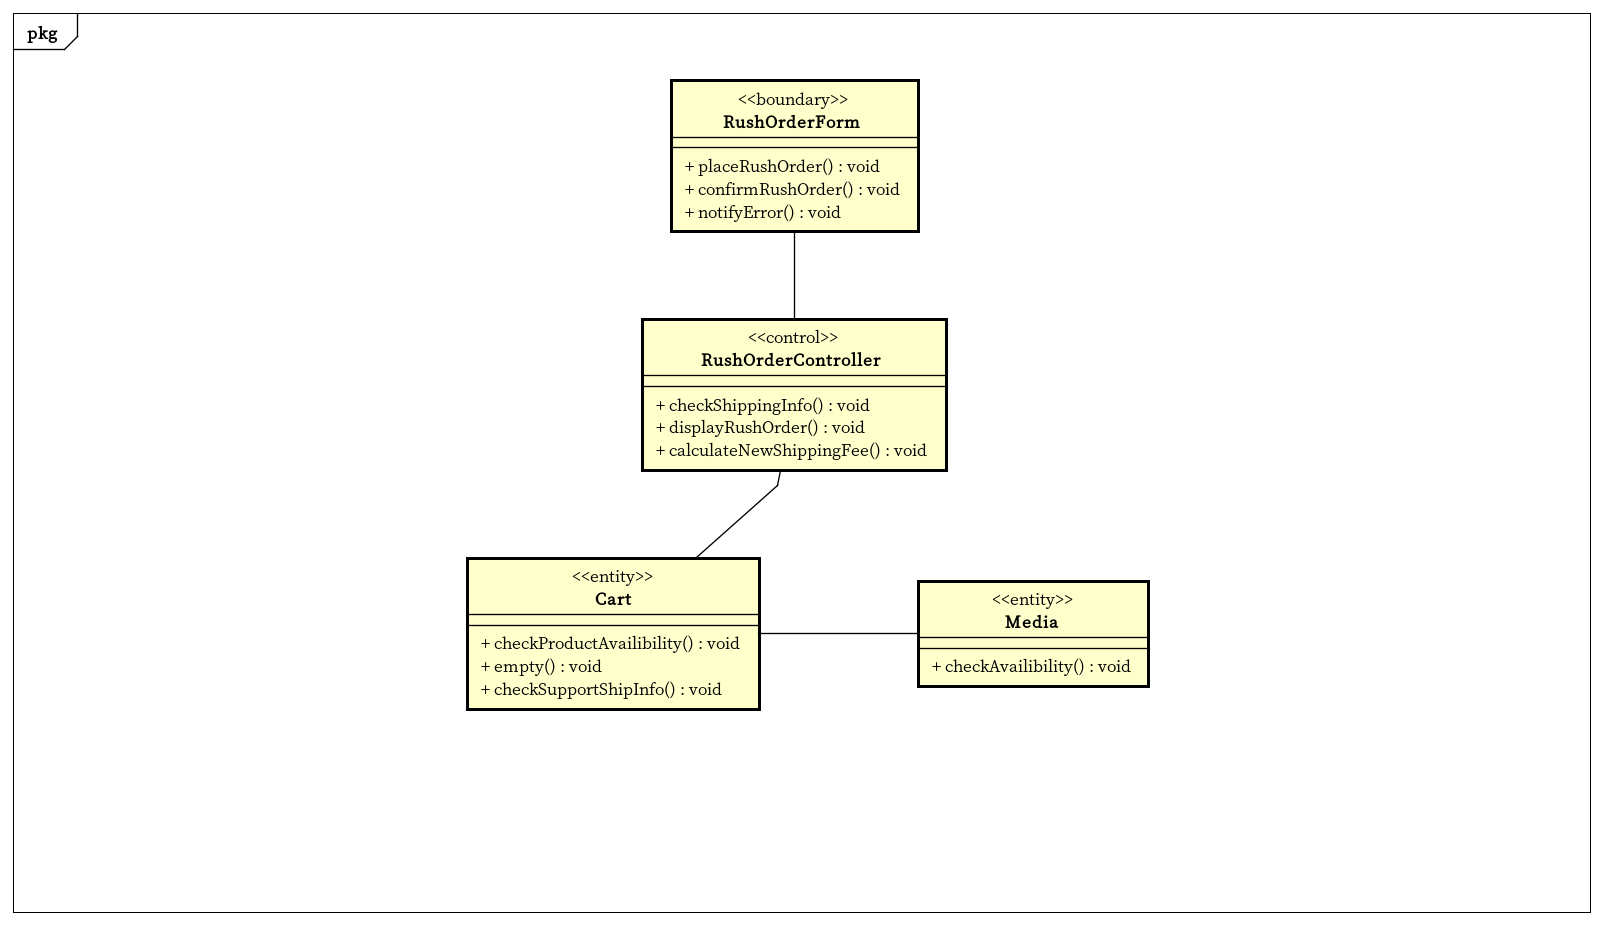 pkg
<<boundary>>
RushOrderForm
+ placeRushOrder() : void
+ confirmRushOrder() : void
+ notifyError() : void
<<control>>
RushOrderController
+ checkShippingInfo() : void
+ displayRushOrder() : void
+ calculateNewShippingFee() : void
<<entity>>
Cart
+ checkProductAvailibility() : void
+ empty() : void
+ checkSupportShipInfo() : void
<<entity>>
Media
+ checkAvailibility() : void